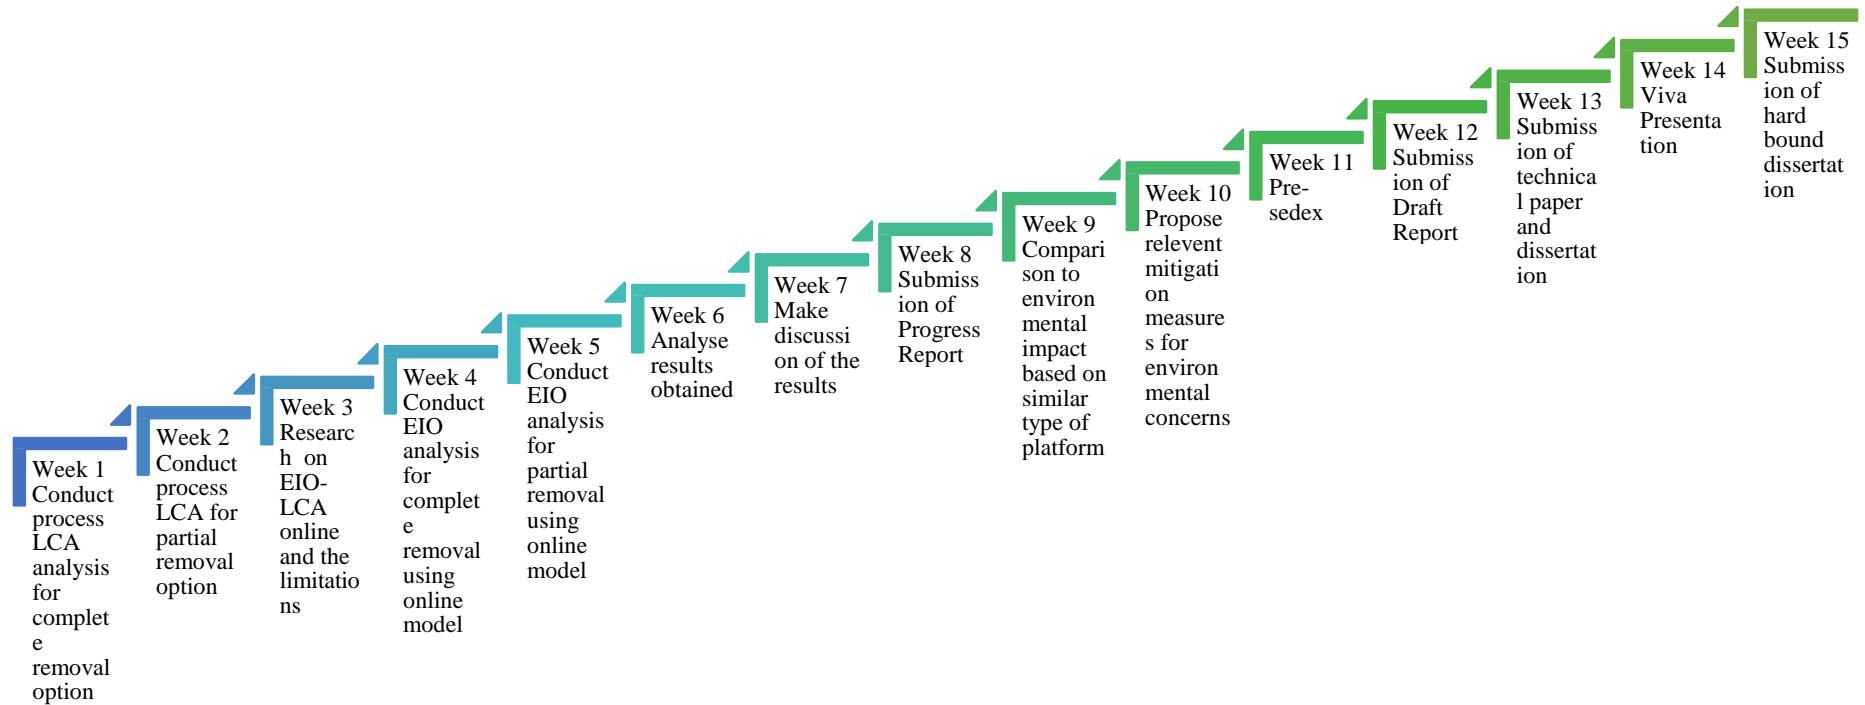 Week 1
Conduct
process
LCA
analysis
for
complet
e
removal
option
Week 2
Conduct
process
LCA for
partial
removal
option
Week 3
Researc
h on
EIO-
LCA
online
and the
limitatio
ns
Week 4
Conduct
EIO
analysis
for
complet
e
removal
using
online
model
Week 5
Conduct
EIO
analysis
for
partial
removal
using
online
model
Week 6
Analyse
results
obtained
Week 7
Make
discussi
on of the
results
Week 8
Submiss
ion of
Progress
Report
Week 9
Compari
son to
environ
mental
impact
based on
similar
type of
platform
Week 10
Propose
relevent
mitigati
on
measure
s for
environ
mental
concerns
Week 11
Pre-
sedex
Week 12
Submiss
ion of
Draft
Report
Week 13
Submiss
ion of
technica
l paper
and
dissertat
ion
Week 14
Viva
Presenta
tion
Week 15
Submiss
ion of
hard
bound
dissertat
ion